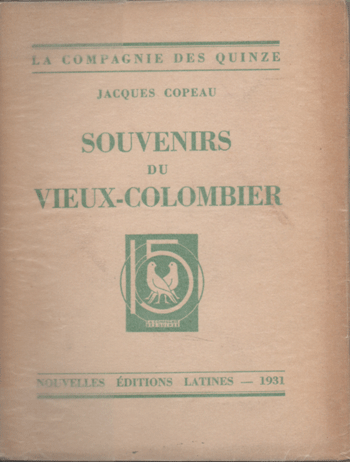 LA COMPAGNIE DES QUINZE
JACQUES COPEAU
SOUVENIRS
DU
VIEUX-COLOMBIER
15
NOUVELLES ÉDITIONS LATINES — 1931